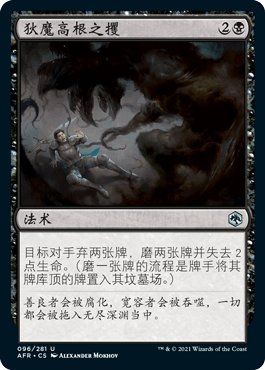 狄魔高根之攫 2
法术
目标对手弃两张牌，磨两张牌并失去2
点生命。（磨一张牌的流程是牌手将其
牌库顶的牌置入其坟墓场。）
善良者会被腐化，宽容者会被吞噬，一切
都会被拖入无尽深渊当中。
096/281 U
AFR • CS ALEXANDER MOKHOV
™ & © 2021 Wizards of the Coast